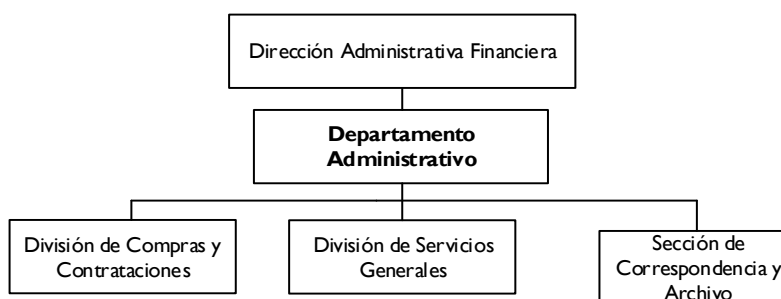 Dirección Administrativa Financiera
Departamento
Administrativo
División de Compras y
Contrataciones
División de Servicios
Generales
Sección de
Correspondencia y
Archivo